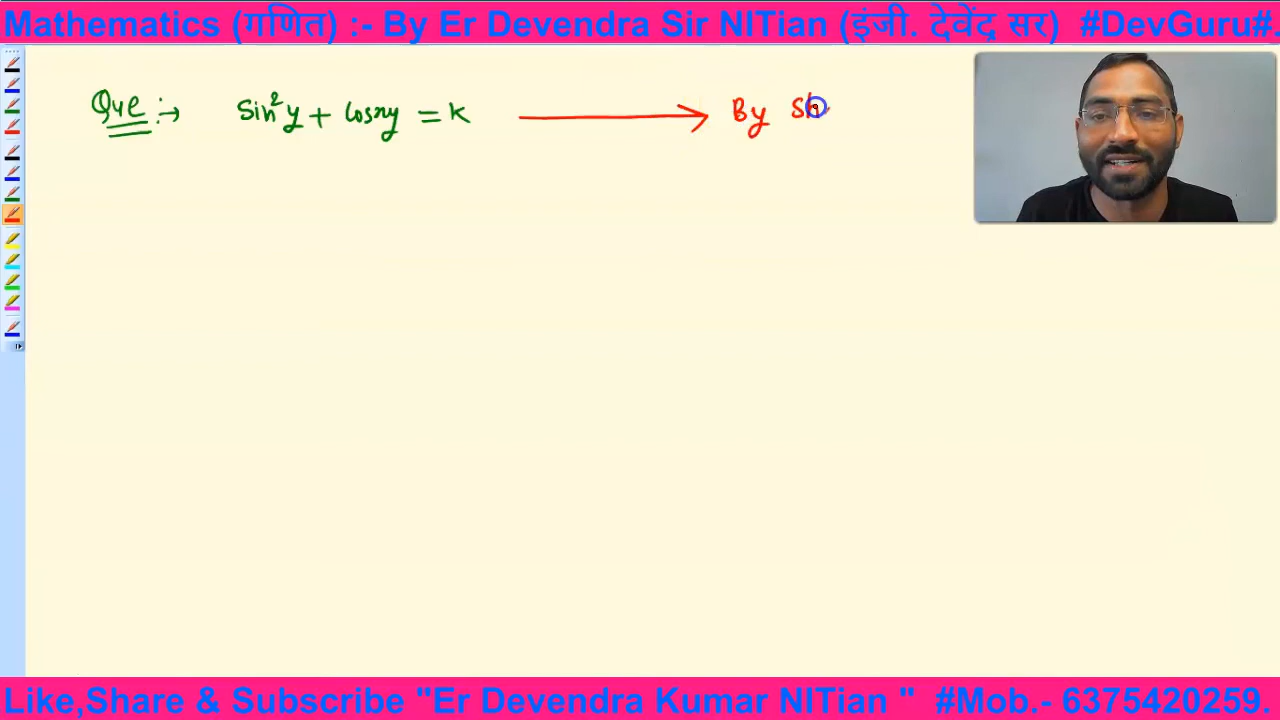 Mathematics (गणित) :- By Er Devendra Sir NITian (इंजी. देवेंद्र सर) #DevGuru#.
Que :→ Sin²y + Cosxy = K → By Sh
Like,Share & Subscribe "Er Devendra Kumar NITian " #Mob.- 6375420259.